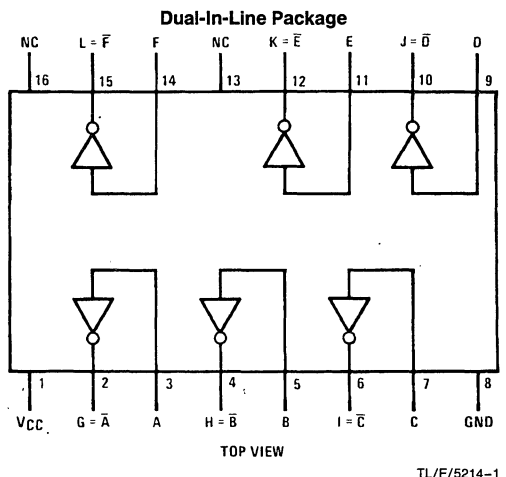 Dual-In-Line Package
NC L = F̅ F NC K = E̅ E J = D̅ D
16 15 14 13 12 11 10 9
1 2 3 4 5 6 7 8
VCC G = A̅ A H = B̅ B I = C̅ C GND
TOP VIEW
TL/F/5214-1